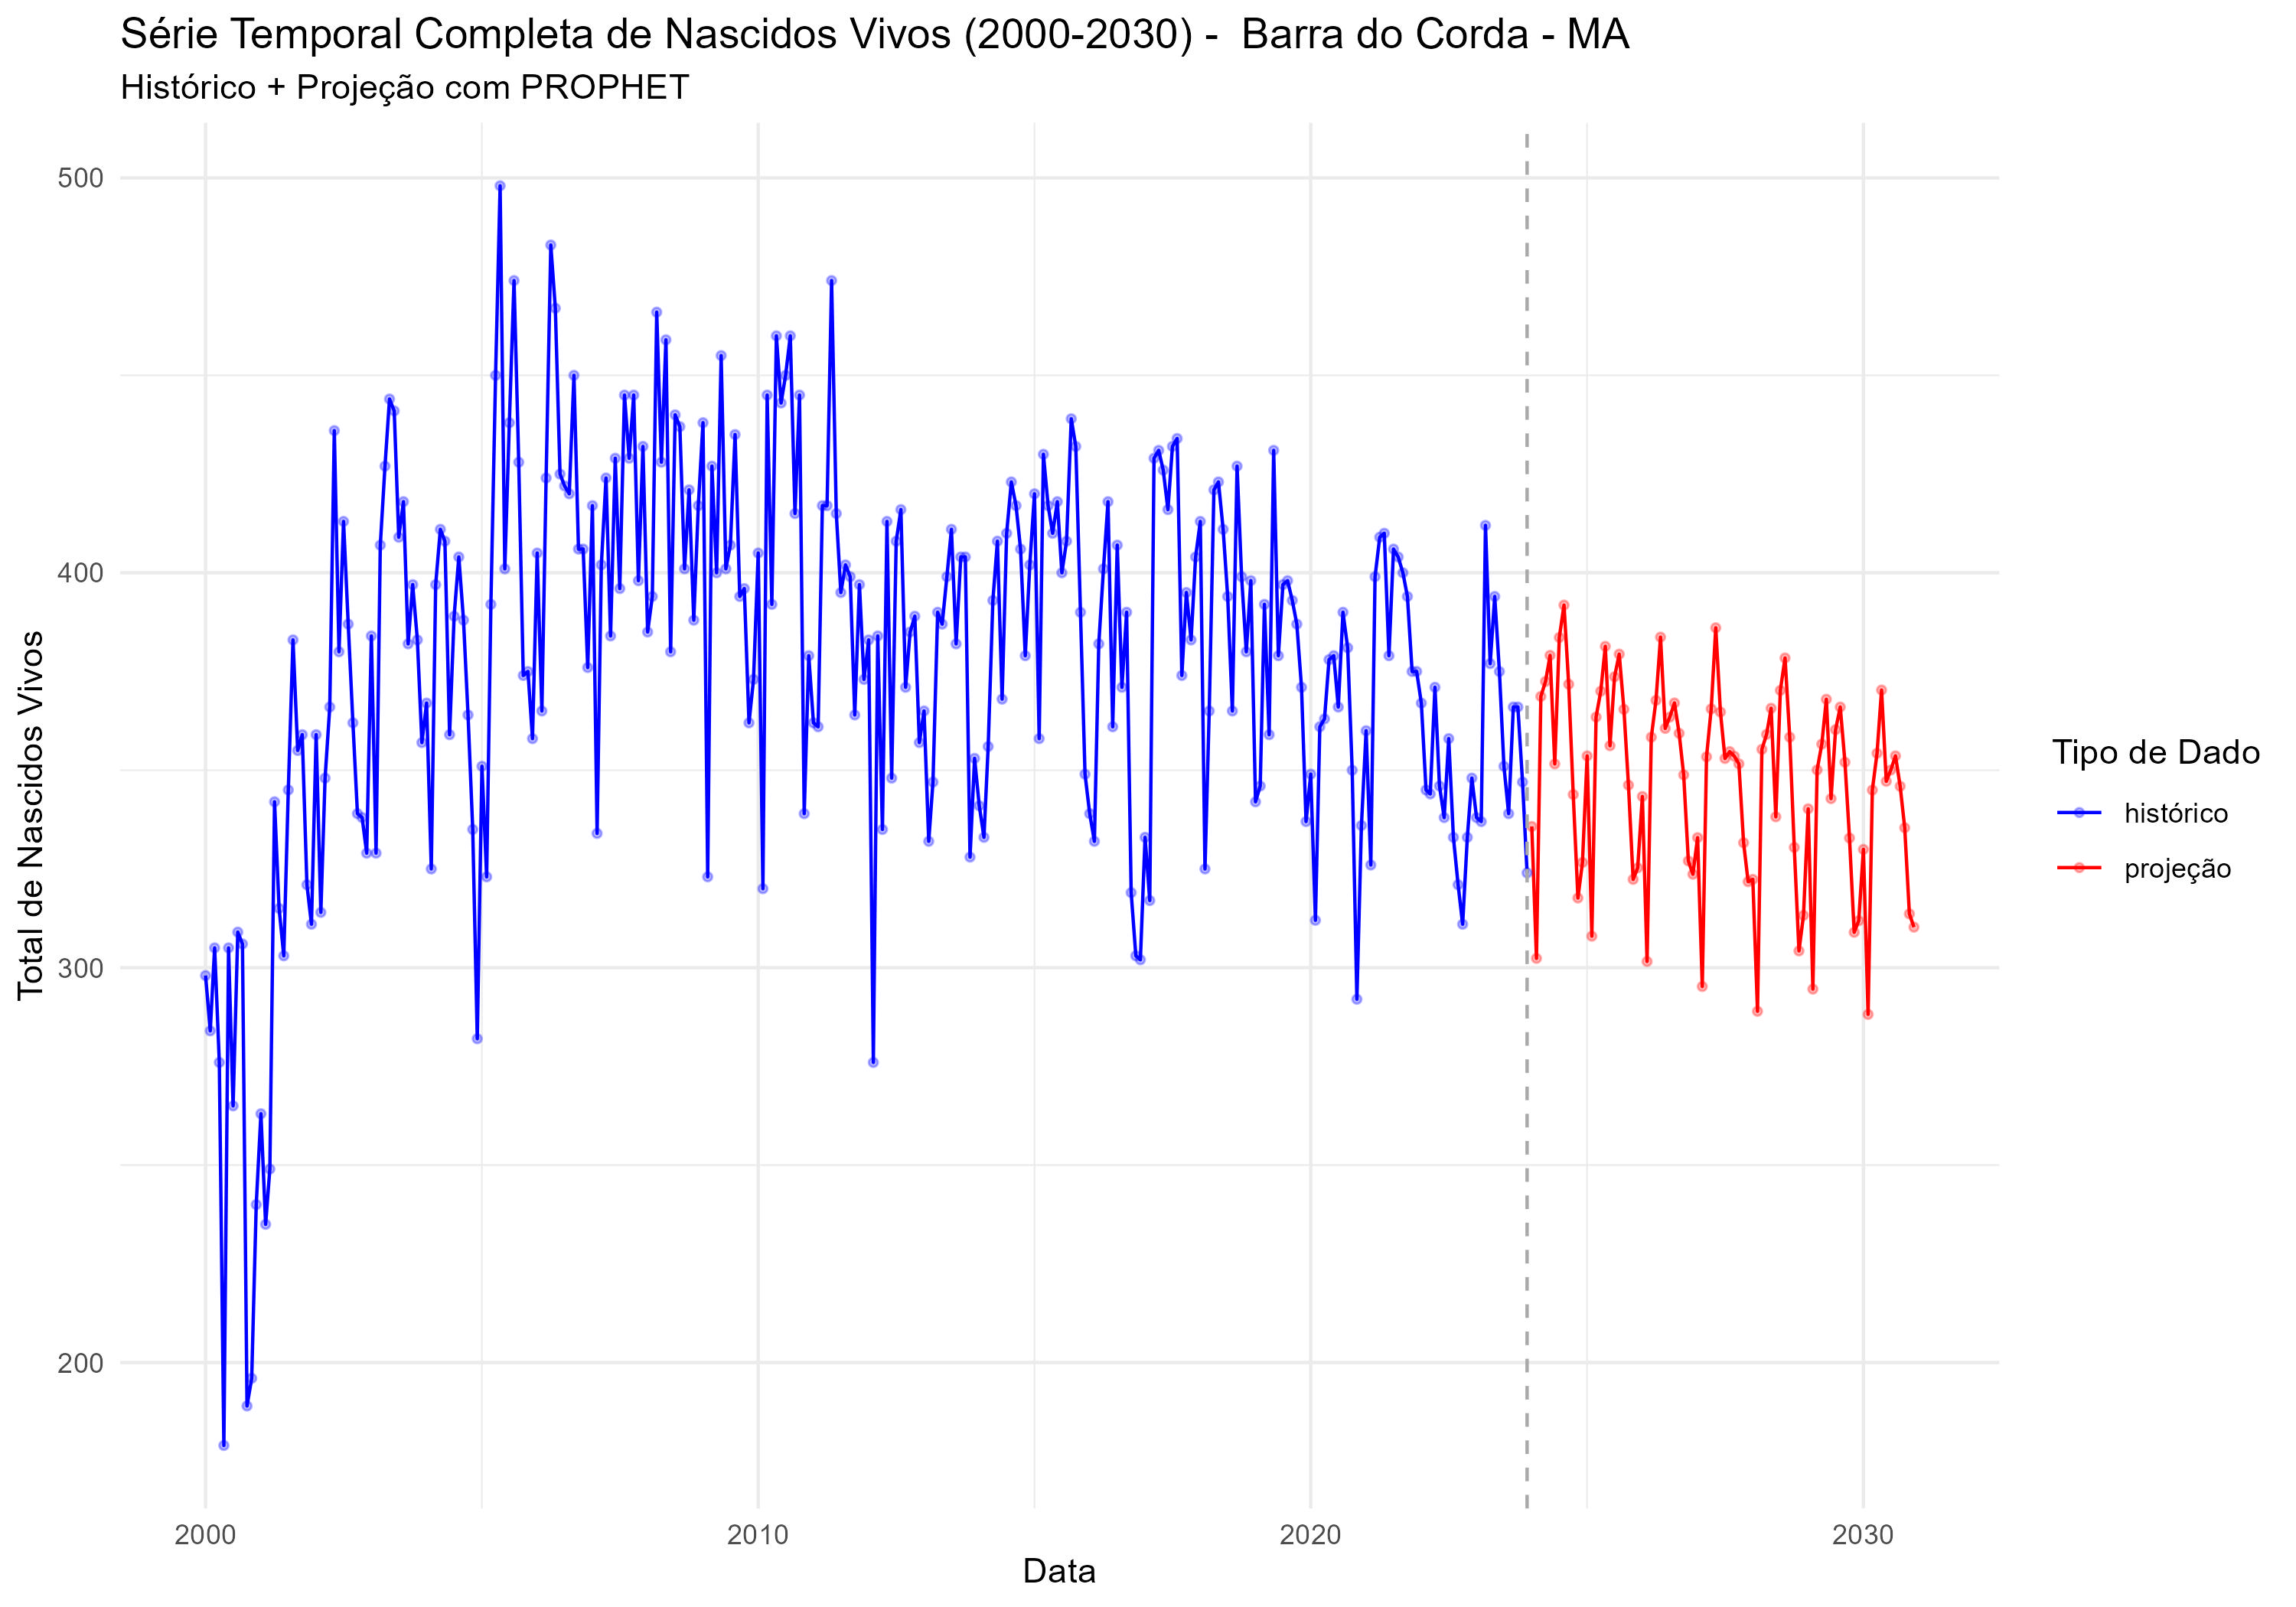 Série Temporal Completa de Nascidos Vivos (2000-2030) -  Barra do Corda - MA
Histórico + Projeção com PROPHET
Total de Nascidos Vivos
500
400
300
200
2000
2010
2020
2030
Data
Tipo de Dado
histórico
projeção